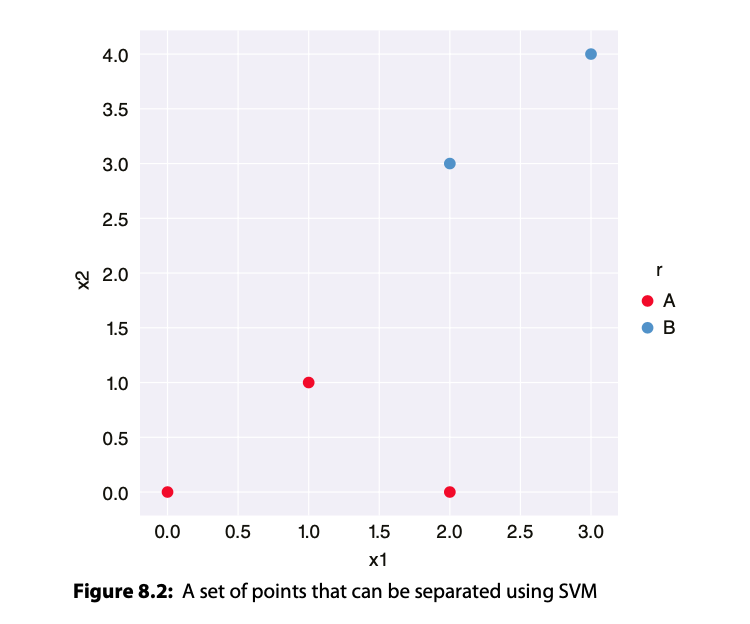 4.0
3.5
3.0
2.5
2.0
1.5
1.0
0.5
0.0
x2
0.0 0.5 1.0 1.5 2.0 2.5 3.0
x1
r
A
B
Figure 8.2: A set of points that can be separated using SVM